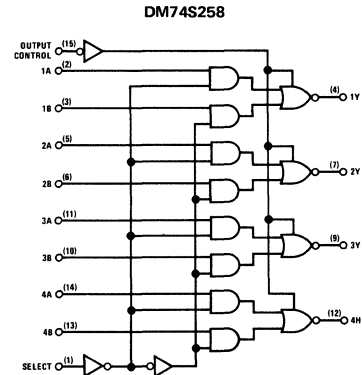 DM74S258
OUTPUT CONTROL (15)
1A (2)
(4) 1Y
1B (3)
2A (5)
(7) 2Y
2B (6)
3A (11)
(9) 3Y
3B (10)
4A (14)
(12) 4H
4B (13)
SELECT (1)